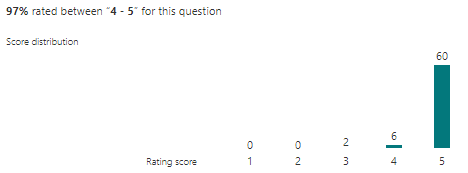 97% rated between "4 - 5" for this question
Score distribution
60
0 0 2 6
Rating score 1 2 3 4 5